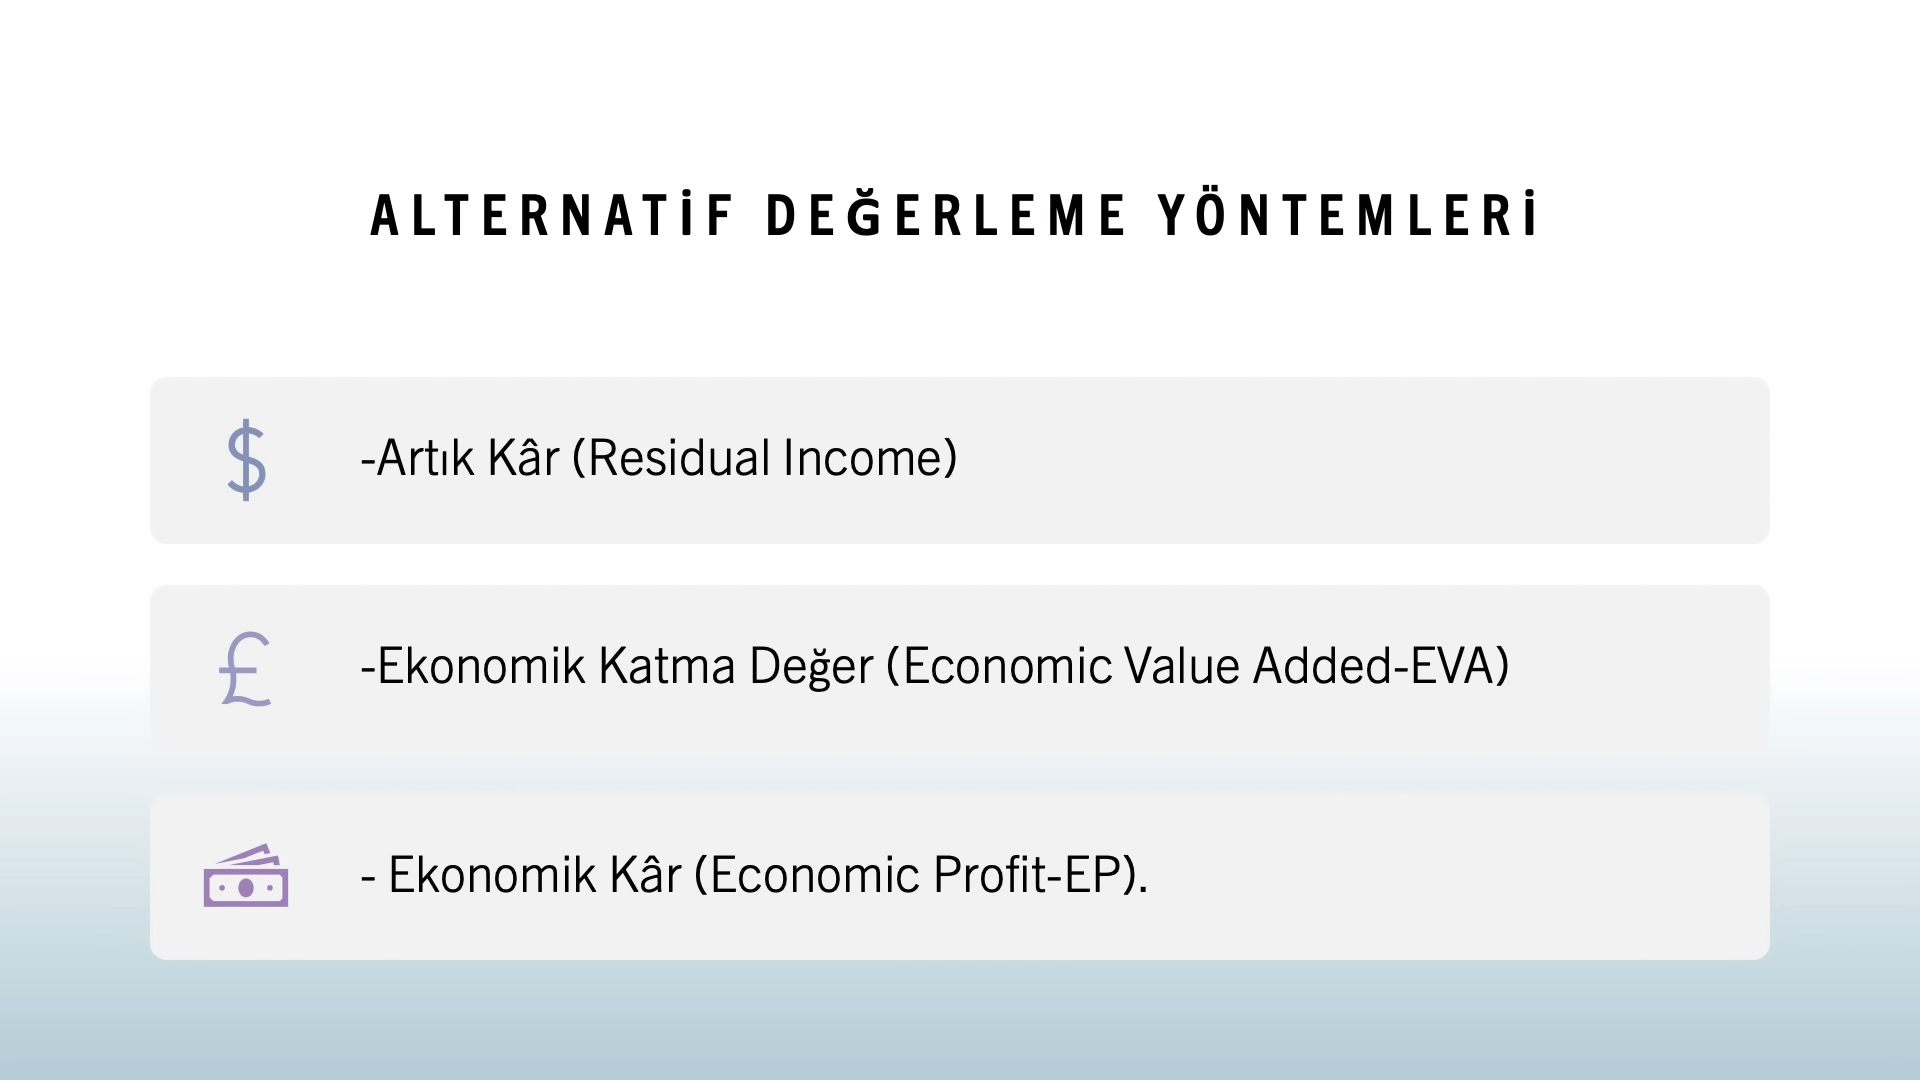 ALTERNATİF DEĞERLEME YÖNTEMLERİ
-Artık Kâr (Residual Income)
-Ekonomik Katma Değer (Economic Value Added-EVA)
- Ekonomik Kâr (Economic Profit-EP).